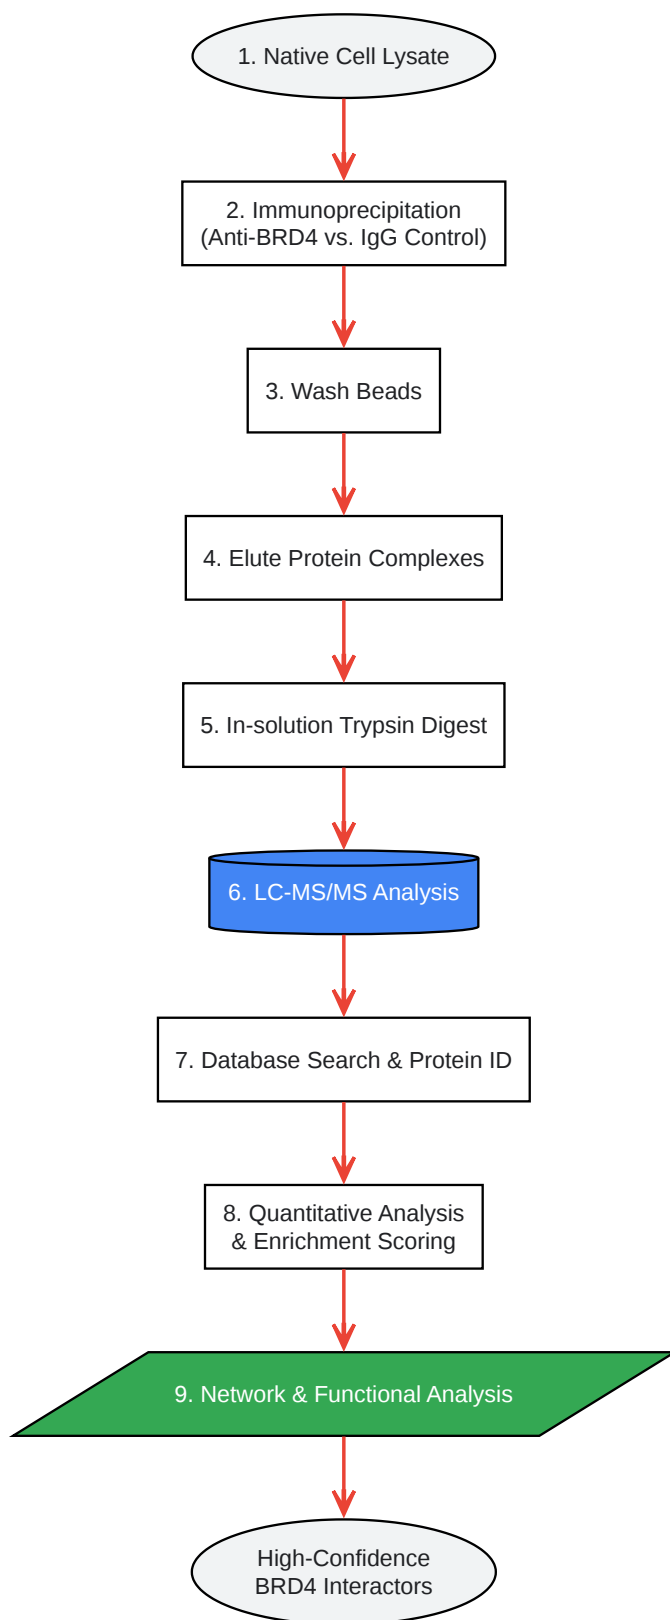 1. Native Cell Lysate
2. Immunoprecipitation
(Anti-BRD4 vs. IgG Control)
3. Wash Beads
4. Elute Protein Complexes
5. In-solution Trypsin Digest
6. LC-MS/MS Analysis
7. Database Search & Protein ID
8. Quantitative Analysis
& Enrichment Scoring
9. Network & Functional Analysis
High-Confidence
BRD4 Interactors